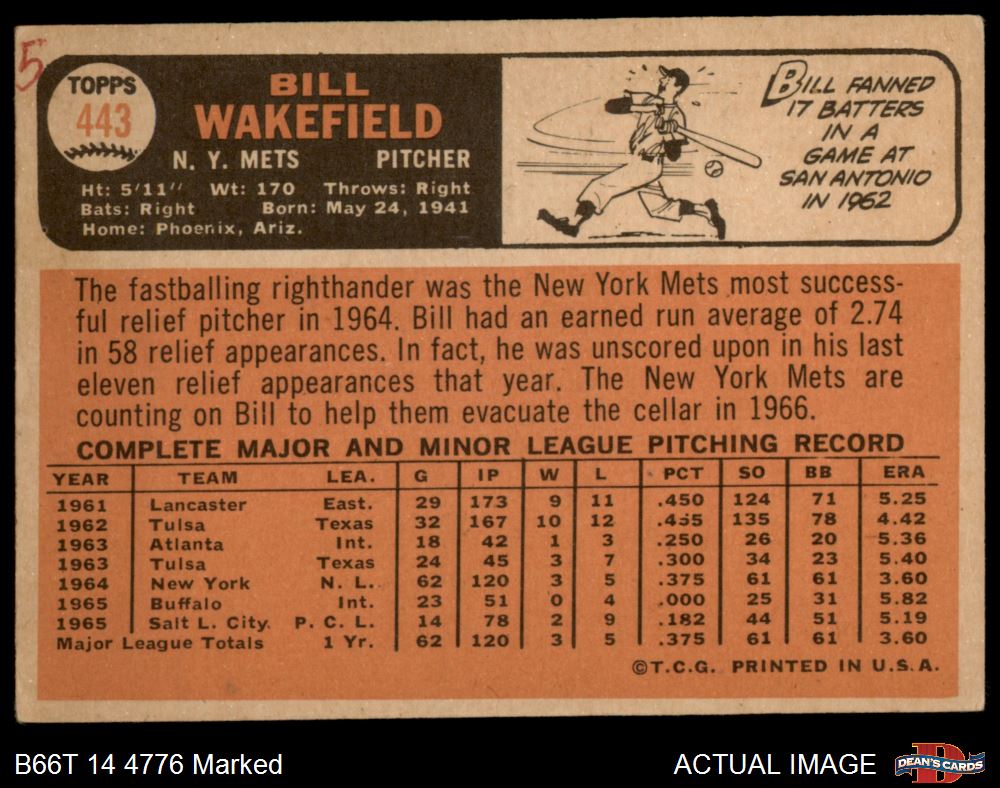 5
TOPPS
443
BILL
WAKEFIELD
N. Y. METS PITCHER
Ht: 5'11" Wt: 170 Throws: Right
Bats: Right Born: May 24, 1941
Home: Phoenix, Ariz.
BILL FANNED
17 BATTERS
IN A
GAME AT
SAN ANTONIO
IN 1962
The fastballing righthander was the New York Mets most success-
ful relief pitcher in 1964. Bill had an earned run average of 2.74
in 58 relief appearances. In fact, he was unscored upon in his last
eleven relief appearances that year. The New York Mets are
counting on Bill to help them evacuate the cellar in 1966.
COMPLETE MAJOR AND MINOR LEAGUE PITCHING RECORD
YEAR TEAM LEA. G IP W L PCT SO BB ERA
1961 Lancaster East. 29 173 9 11 .450 124 71 5.25
1962 Tulsa Texas 32 167 10 12 .455 135 78 4.42
1963 Atlanta Int. 18 42 1 3 .250 26 20 5.36
1963 Tulsa Texas 24 45 3 7 .300 34 23 5.40
1964 New York N. L. 62 120 3 5 .375 61 61 3.60
1965 Buffalo Int. 23 51 0 4 .000 25 31 5.82
1965 Salt L. City P. C. L. 14 78 2 9 .182 44 51 5.19
Major League Totals 1 Yr. 62 120 3 5 .375 61 61 3.60
©T.C.G. PRINTED IN U.S.A.
B66T 14 4776 Marked ACTUAL IMAGE
DEAN'S CARDS